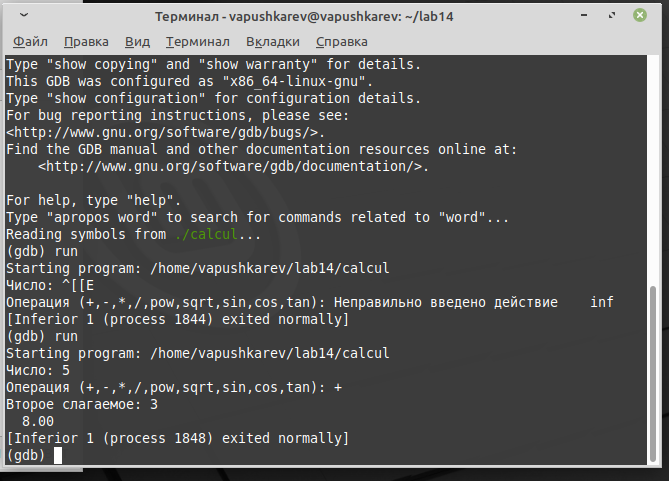 Терминал - vapushkarev@vapushkarev: ~/lab14
Файл Правка Вид Терминал Вкладки Справка
Type "show copying" and "show warranty" for details.
This GDB was configured as "x86_64-linux-gnu".
Type "show configuration" for configuration details.
For bug reporting instructions, please see:
<http://www.gnu.org/software/gdb/bugs/>.
Find the GDB manual and other documentation resources online at:
    <http://www.gnu.org/software/gdb/documentation/>.

For help, type "help".
Type "apropos word" to search for commands related to "word"...
Reading symbols from ./calcul...
(gdb) run
Starting program: /home/vapushkarev/lab14/calcul
Число: ^[[E
Операция (+,-,*,/,pow,sqrt,sin,cos,tan): Неправильно введено действие    inf
[Inferior 1 (process 1844) exited normally]
(gdb) run
Starting program: /home/vapushkarev/lab14/calcul
Число: 5
Операция (+,-,*,/,pow,sqrt,sin,cos,tan): +
Второе слагаемое: 3
  8.00
[Inferior 1 (process 1848) exited normally]
(gdb)